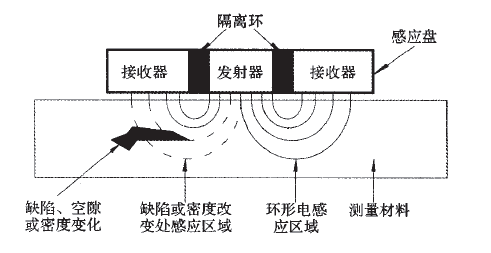 隔离环
感应盘
接收器 发射器 接收器
缺陷、空隙 缺陷或密度改 环形电感 测量材料
或密度变化 变处感应区域 应区域